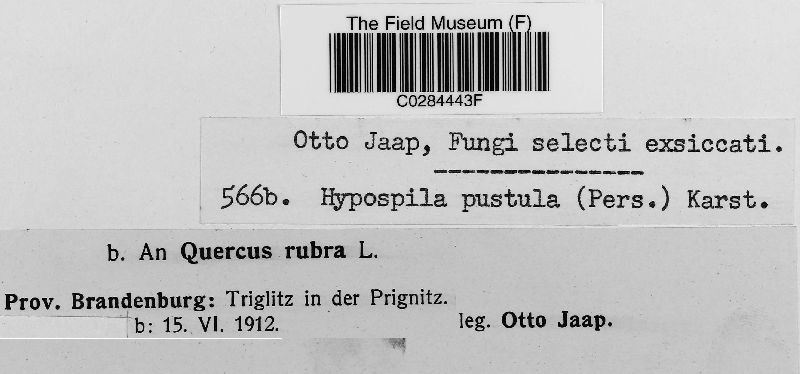 The Field Museum (F)
C0284443F
Otto Jaap, Fungi selecti exsiccati.
566b. Hypospila pustula (Pers.) Karst.
b. An Quercus rubra L.
Prov. Brandenburg: Triglitz in der Prignitz.
b: 15. VI. 1912. leg. Otto Jaap.